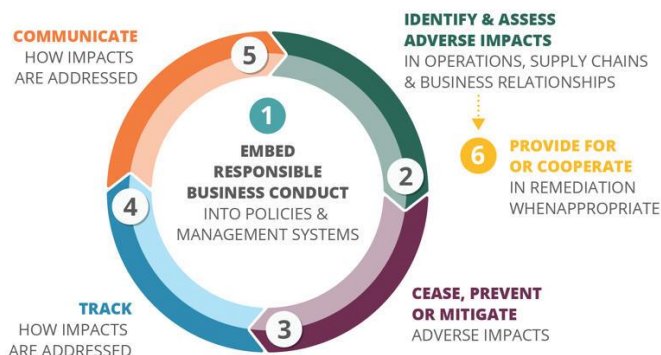 COMMUNICATE
HOW IMPACTS
ARE ADDRESSED
5
IDENTIFY & ASSESS
ADVERSE IMPACTS
IN OPERATIONS, SUPPLY CHAINS
& BUSINESS RELATIONSHIPS
1
EMBED
RESPONSIBLE
BUSINESS CONDUCT
INTO POLICIES &
MANAGEMENT SYSTEMS
6
PROVIDE FOR
OR COOPERATE
IN REMEDIATION
WHENAPPROPRIATE
2
4
TRACK
HOW IMPACTS
ARE ADDRESSED
3
CEASE, PREVENT
OR MITIGATE
ADVERSE IMPACTS